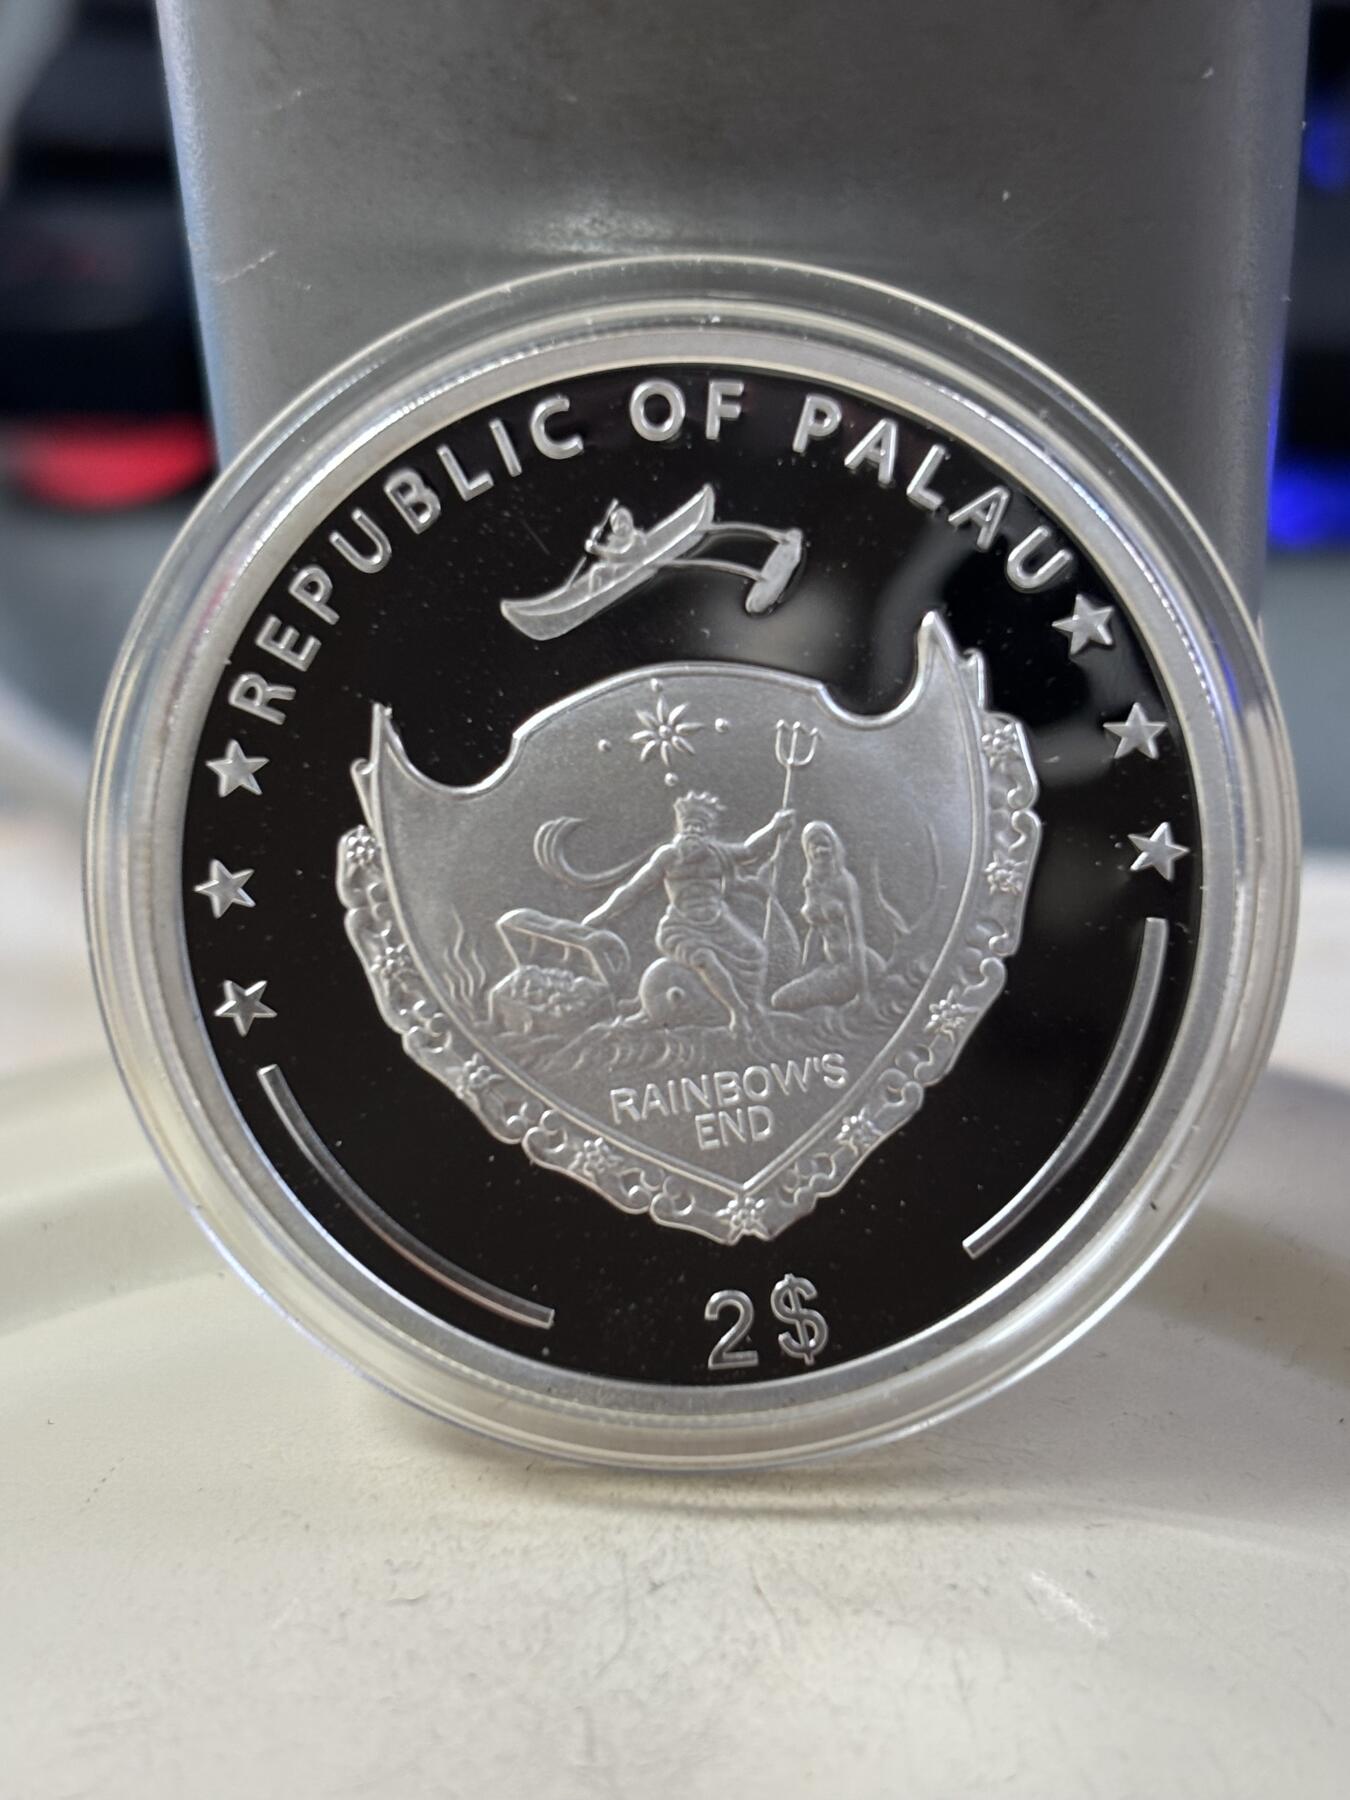 REPUBLIC OF PALAU
RAINBOW'S
END
2$